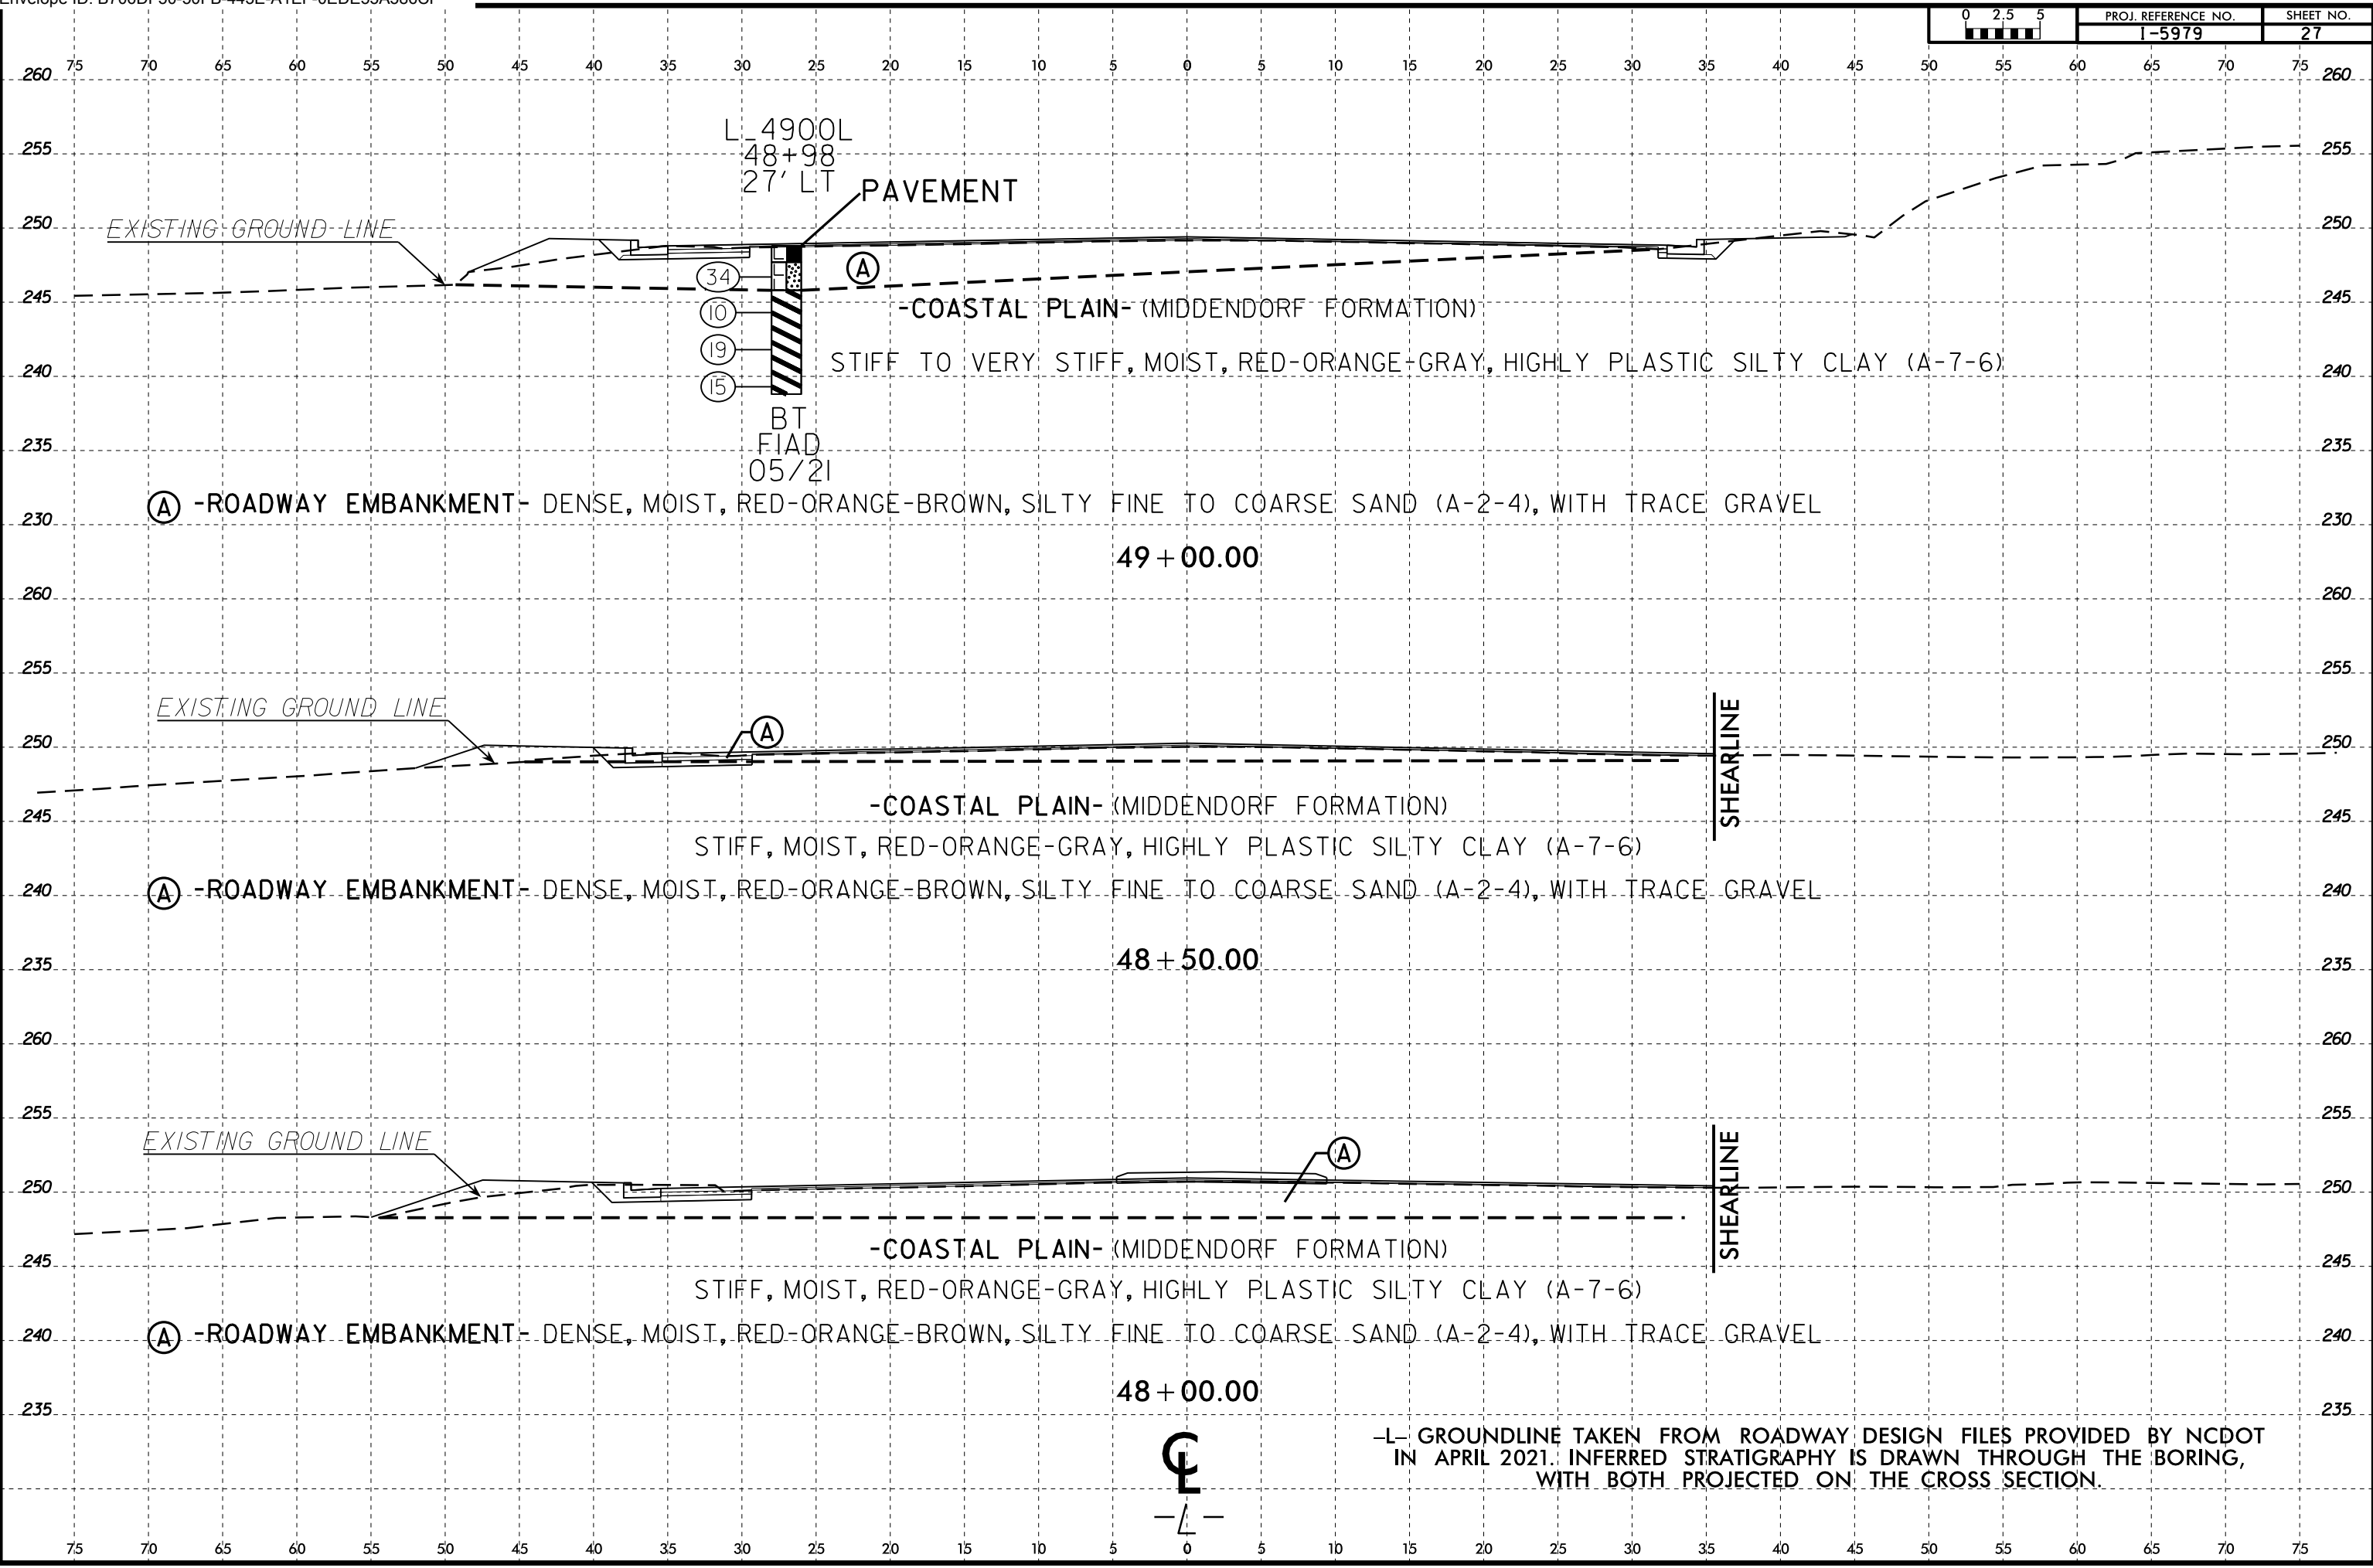 0 2.5 5
PROJ. REFERENCE NO. SHEET NO.
I-5979 27
75 70 65 60 55 50 45 40 35 30 25 20 15 10 5 0 5 10 15 20 25 30 35 40 45 50 55 60 65 70 75
260 260
L_4900L
48+98
27' LT
255 255
PAVEMENT
EXISTING GROUND LINE
250 250
A
34
245 245
-COASTAL PLAIN- (MIDDENDORF FORMATION)
10
19
STIFF TO VERY STIFF, MOIST, RED-ORANGE-GRAY, HIGHLY PLASTIC SILTY CLAY (A-7-6)
240 240
15
BT
FIAD
05/21
235 235
A -ROADWAY EMBANKMENT- DENSE, MOIST, RED-ORANGE-BROWN, SILTY FINE TO COARSE SAND (A-2-4), WITH TRACE GRAVEL
230 230
49+00.00
260 260
255 255
EXISTING GROUND LINE
A
250 250
SHEARLINE
-COASTAL PLAIN- (MIDDENDORF FORMATION)
245 245
STIFF, MOIST, RED-ORANGE-GRAY, HIGHLY PLASTIC SILTY CLAY (A-7-6)
240 240
A -ROADWAY EMBANKMENT- DENSE, MOIST, RED-ORANGE-BROWN, SILTY FINE TO COARSE SAND (A-2-4), WITH TRACE GRAVEL
48+50.00
235 235
260 260
255 255
EXISTING GROUND LINE
A
250 250
SHEARLINE
-COASTAL PLAIN- (MIDDENDORF FORMATION)
245 245
STIFF, MOIST, RED-ORANGE-GRAY, HIGHLY PLASTIC SILTY CLAY (A-7-6)
240 240
A -ROADWAY EMBANKMENT- DENSE, MOIST, RED-ORANGE-BROWN, SILTY FINE TO COARSE SAND (A-2-4), WITH TRACE GRAVEL
48+00.00
235 235
CL
-L-
-L- GROUNDLINE TAKEN FROM ROADWAY DESIGN FILES PROVIDED BY NCDOT
IN APRIL 2021. INFERRED STRATIGRAPHY IS DRAWN THROUGH THE BORING,
WITH BOTH PROJECTED ON THE CROSS SECTION.
75 70 65 60 55 50 45 40 35 30 25 20 15 10 5 0 5 10 15 20 25 30 35 40 45 50 55 60 65 70 75